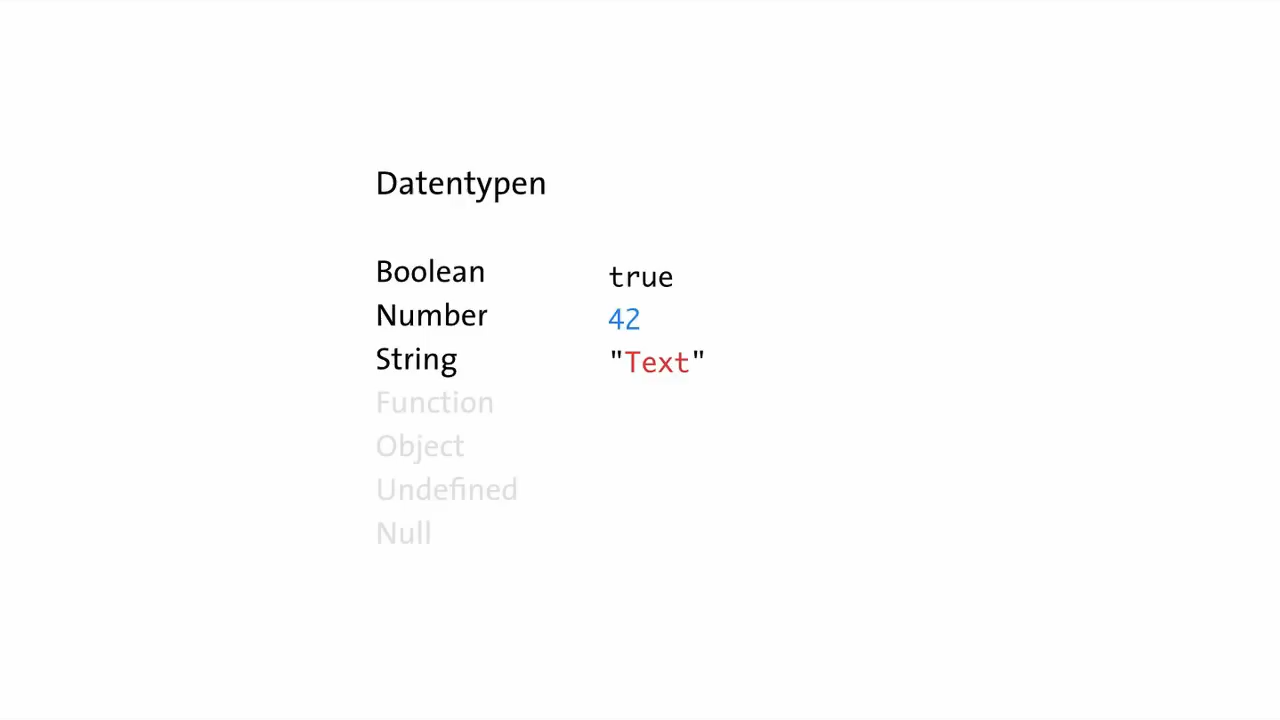 Datentypen
Boolean true
Number 42
String "Text"
Function
Object
Undefined
Null